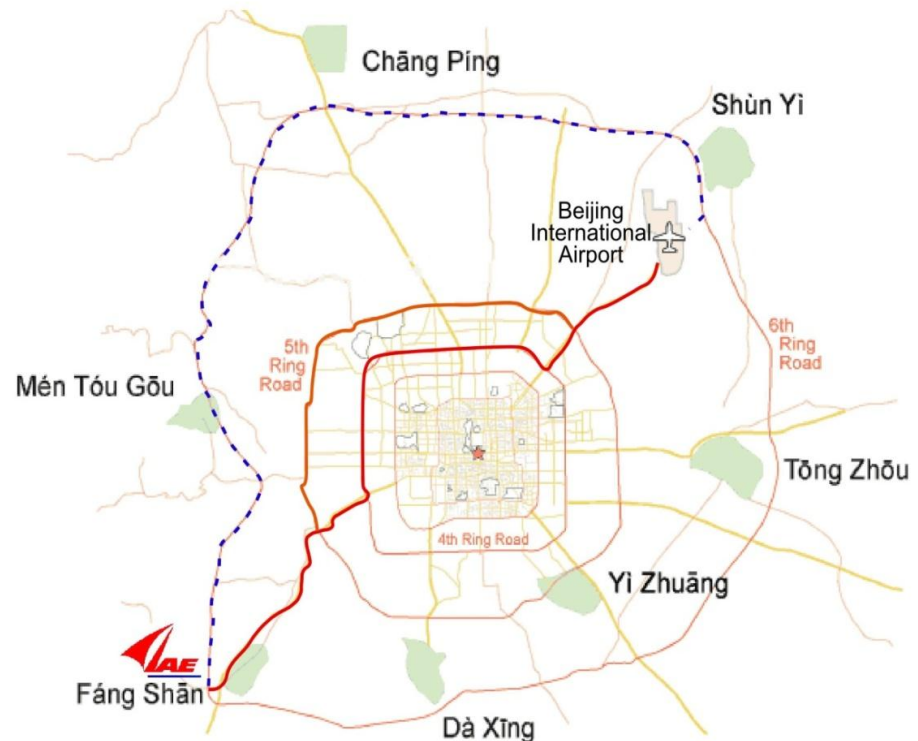 Chāng Píng
Shùn Yì
Beijing
International
Airport
5th
Ring
Road
6th
Ring
Road
Mén Tóu Gōu
Tōng Zhōu
4th Ring Road
Yì Zhuāng
IAE
Fáng Shān
Dà Xīng